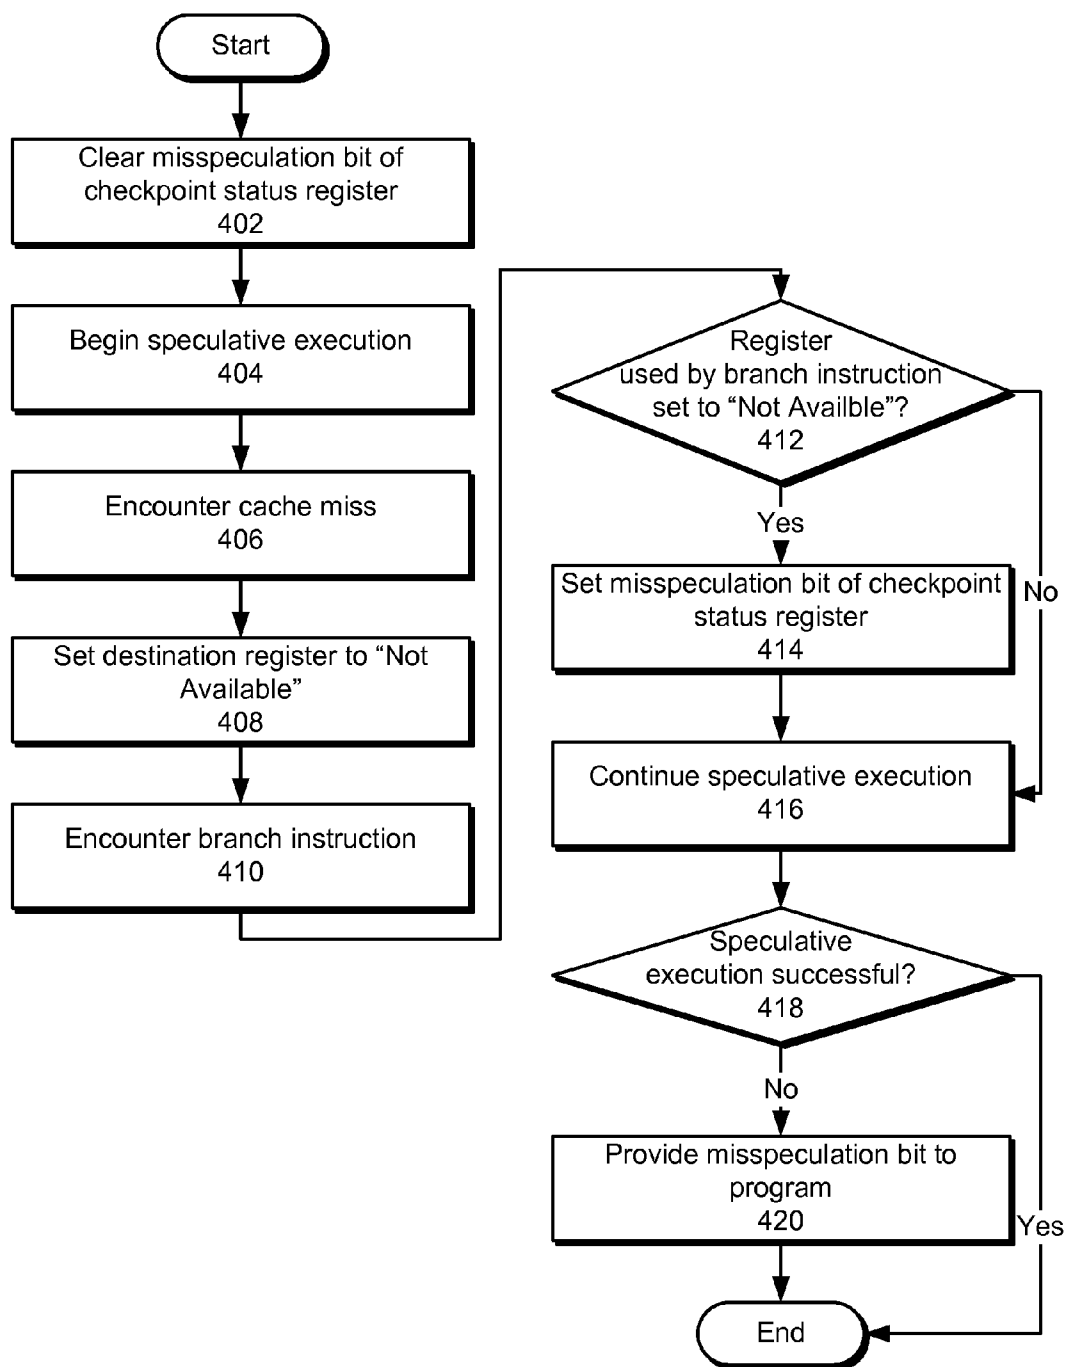 Start
Clear misspeculation bit of
checkpoint status register
402
Begin speculative execution
404
Encounter cache miss
406
Set destination register to “Not
Available”
408
Encounter branch instruction
410
Register
used by branch instruction
set to “Not Availble”?
412
Yes
No
Set misspeculation bit of checkpoint
status register
414
Continue speculative execution
416
Speculative
execution successful?
418
No
Yes
Provide misspeculation bit to
program
420
End